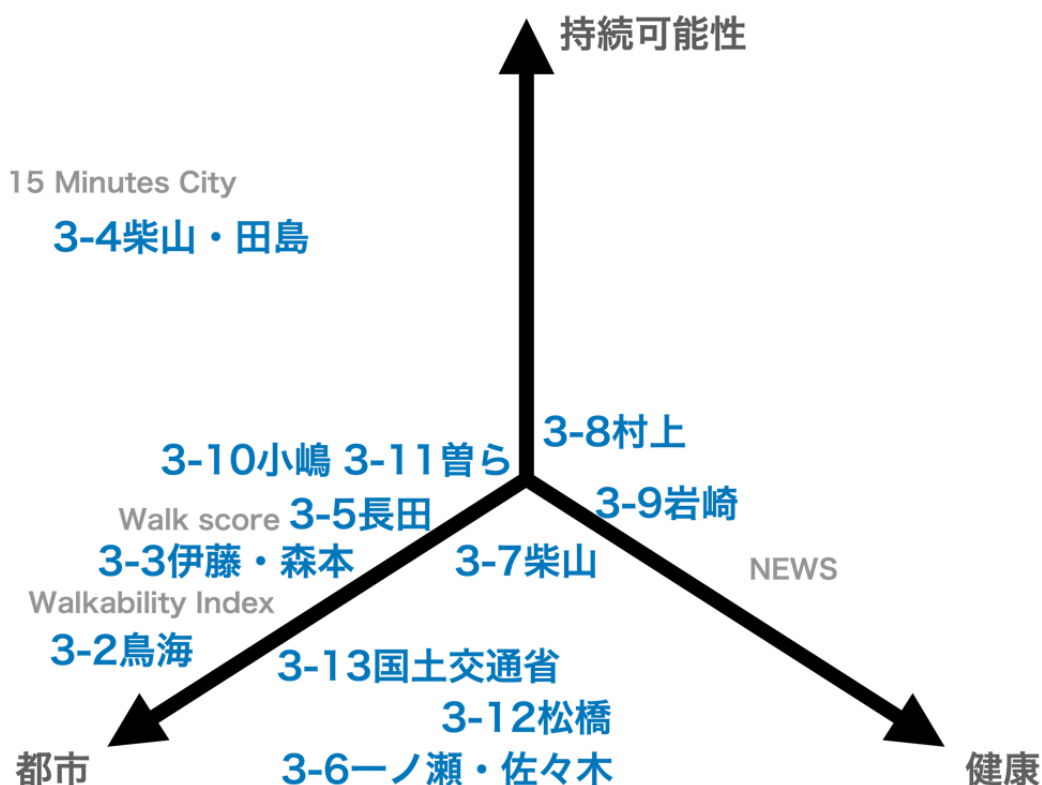 持続可能性
15 Minutes City
3-4柴山・田島
3-8村上
3-10小嶋 3-11曽ら
3-9岩崎
Walk score 3-5長田
3-3伊藤・森本
3-7柴山
NEWS
Walkability Index
3-2鳥海
3-13国土交通省
3-12松橋
都市
3-6一ノ瀬・佐々木
健康